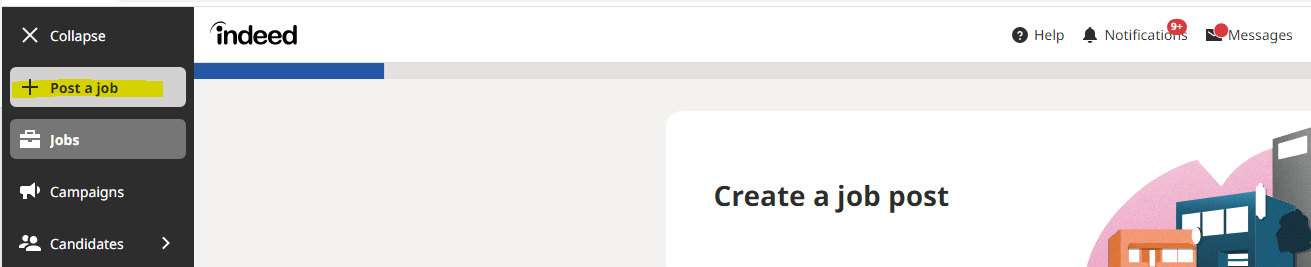 Collapse
indeed
Help
Notifications
9+
Messages
Post a job
Jobs
Campaigns
Candidates
Create a job post